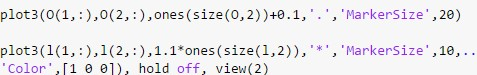 plot3(O(1,:),O(2,:),ones(size(O,2))+0.1,'.','MarkerSize',20)
plot3(l(1,:),l(2,:),1.1*ones(size(l,2)),'*','MarkerSize',10,..
'Color',[1 0 0]), hold off, view(2)